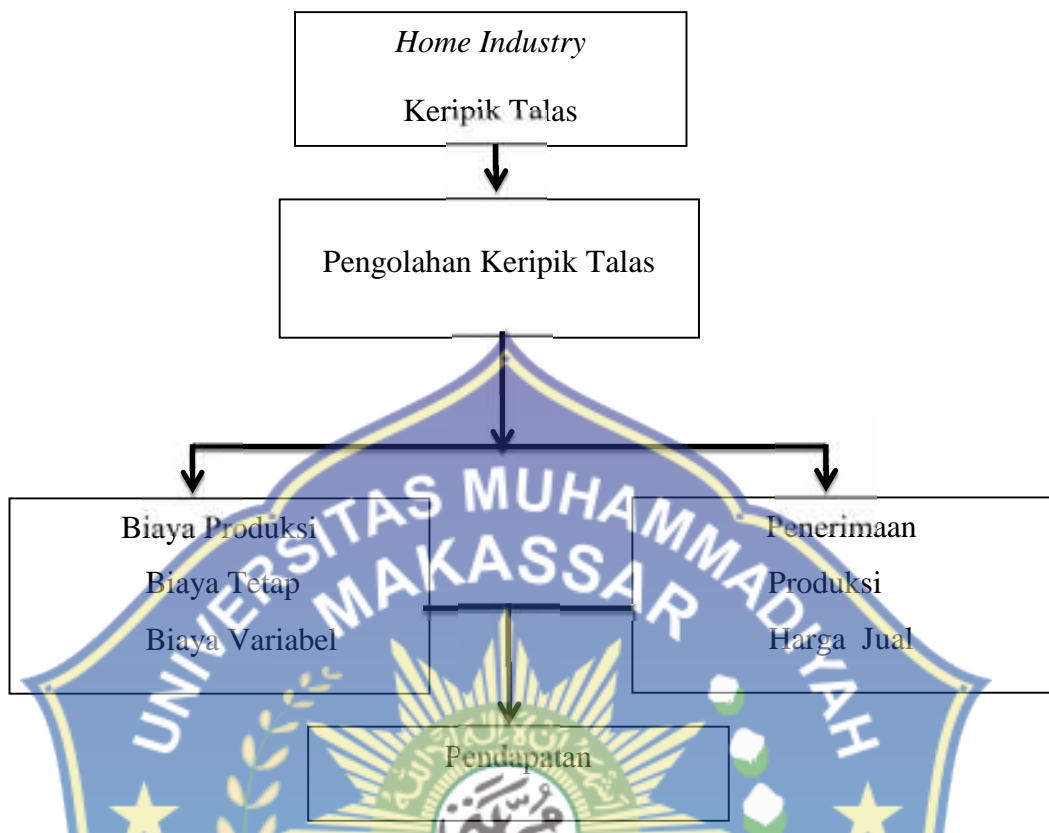 Home Industry
Keripik Talas
Pengolahan Keripik Talas
Biaya Produksi
Biaya Tetap
Biaya Variabel
Penerimaan
Produksi
Harga Jual
UNIVERSITAS MUHAMMADIYAH
MAKASSAR
Pendapatan